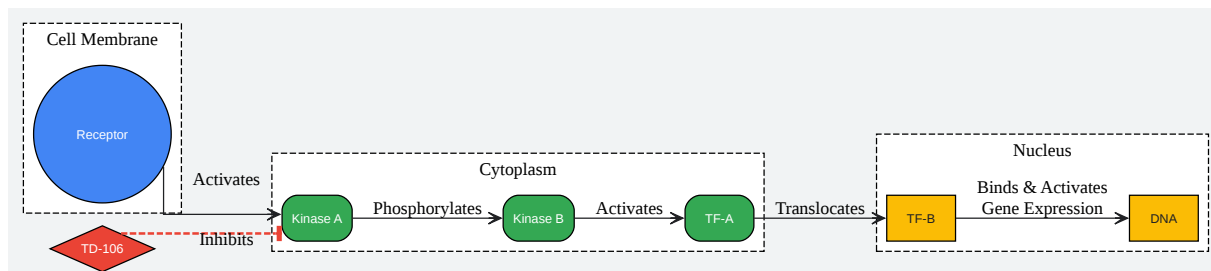 Cell Membrane
Receptor
Activates
TD-106
Inhibits
Cytoplasm
Kinase A
Phosphorylates
Kinase B
Activates
TF-A
Translocates
Nucleus
TF-B
Binds & Activates
Gene Expression
DNA